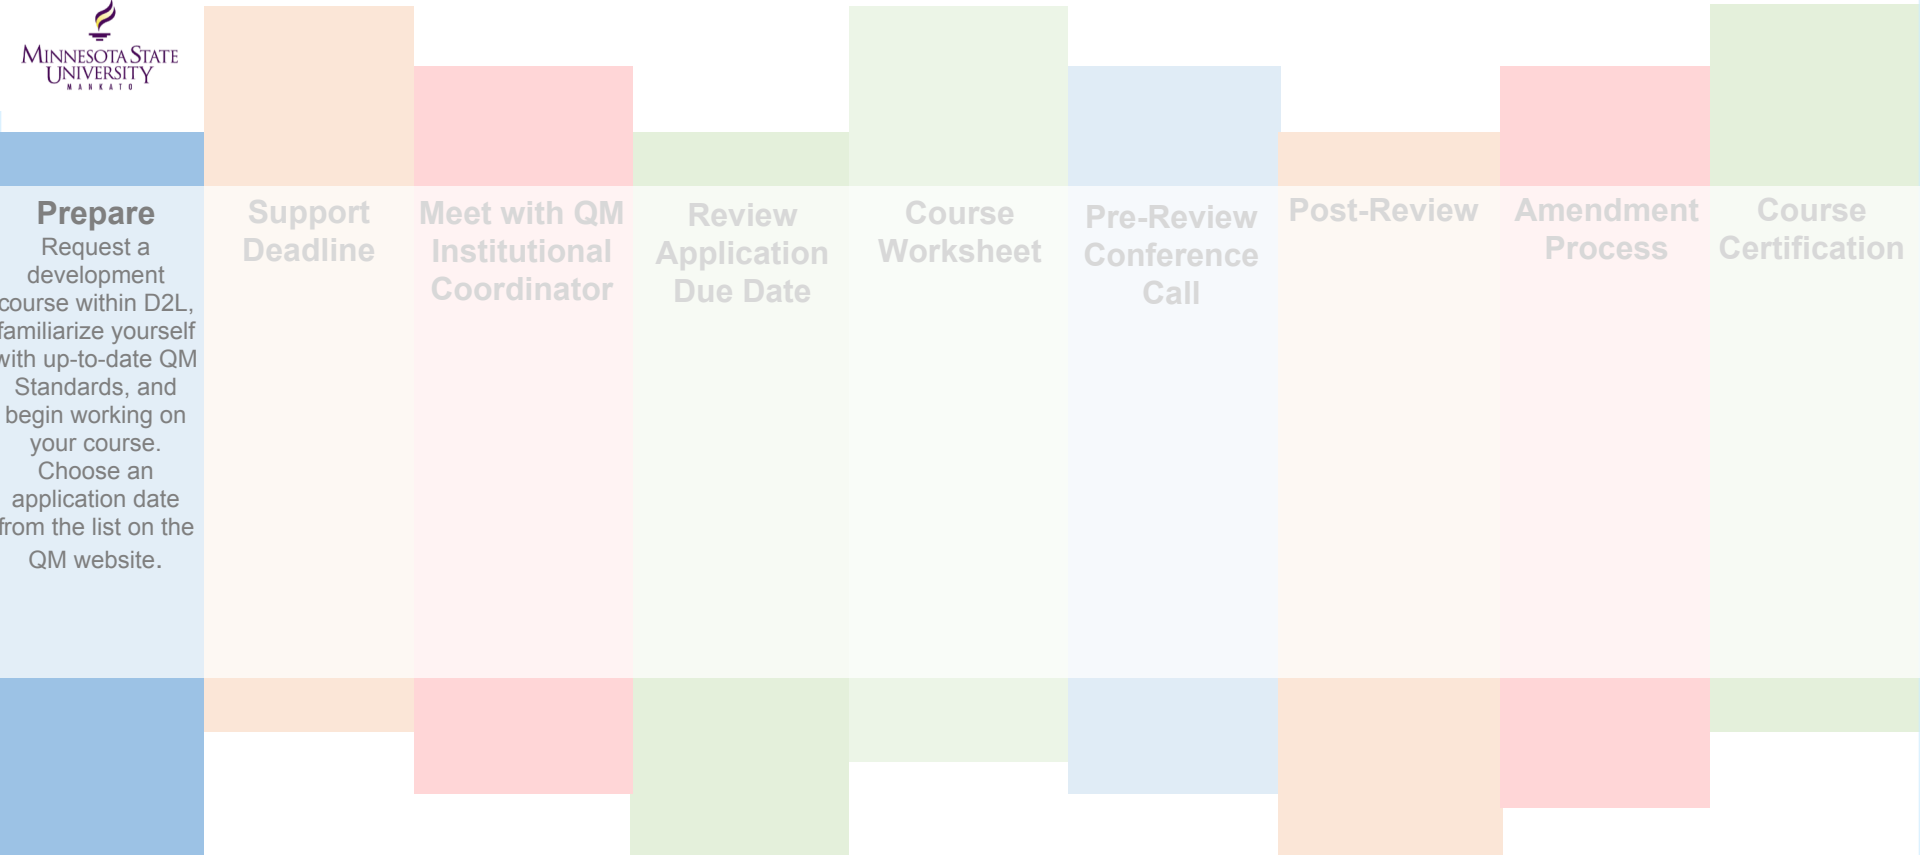 MINNESOTA STATE
UNIVERSITY
MANKATO
Prepare
Request a
development
course within D2L,
familiarize yourself
with up-to-date QM
Standards, and
begin working on
your course.
Choose an
application date
from the list on the
QM website.
Support
Deadline
Meet with QM
Institutional
Coordinator
Review
Application
Due Date
Course
Worksheet
Pre-Review
Conference
Call
Post-Review
Amendment
Process
Course
Certification